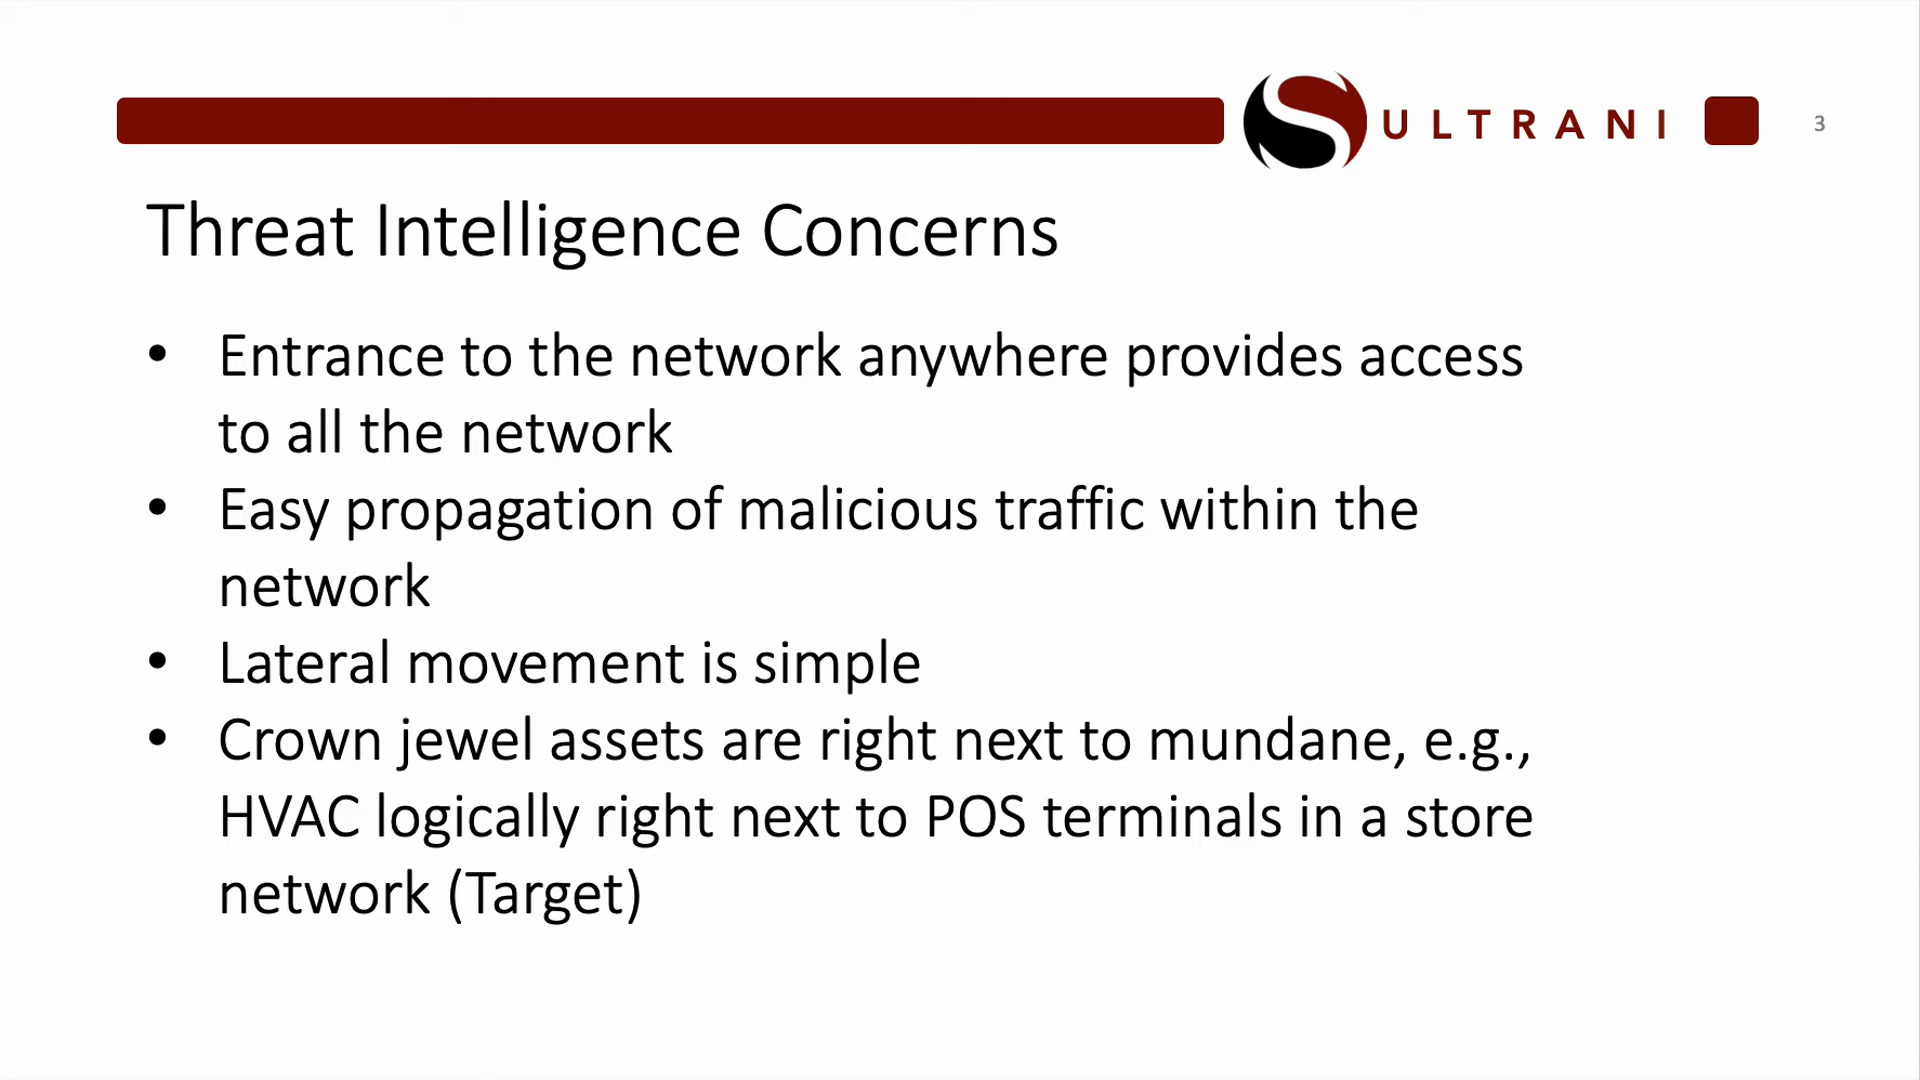 SULTRANI
3
Threat Intelligence Concerns
• Entrance to the network anywhere provides access
to all the network
• Easy propagation of malicious traffic within the
network
• Lateral movement is simple
• Crown jewel assets are right next to mundane, e.g.,
HVAC logically right next to POS terminals in a store
network (Target)